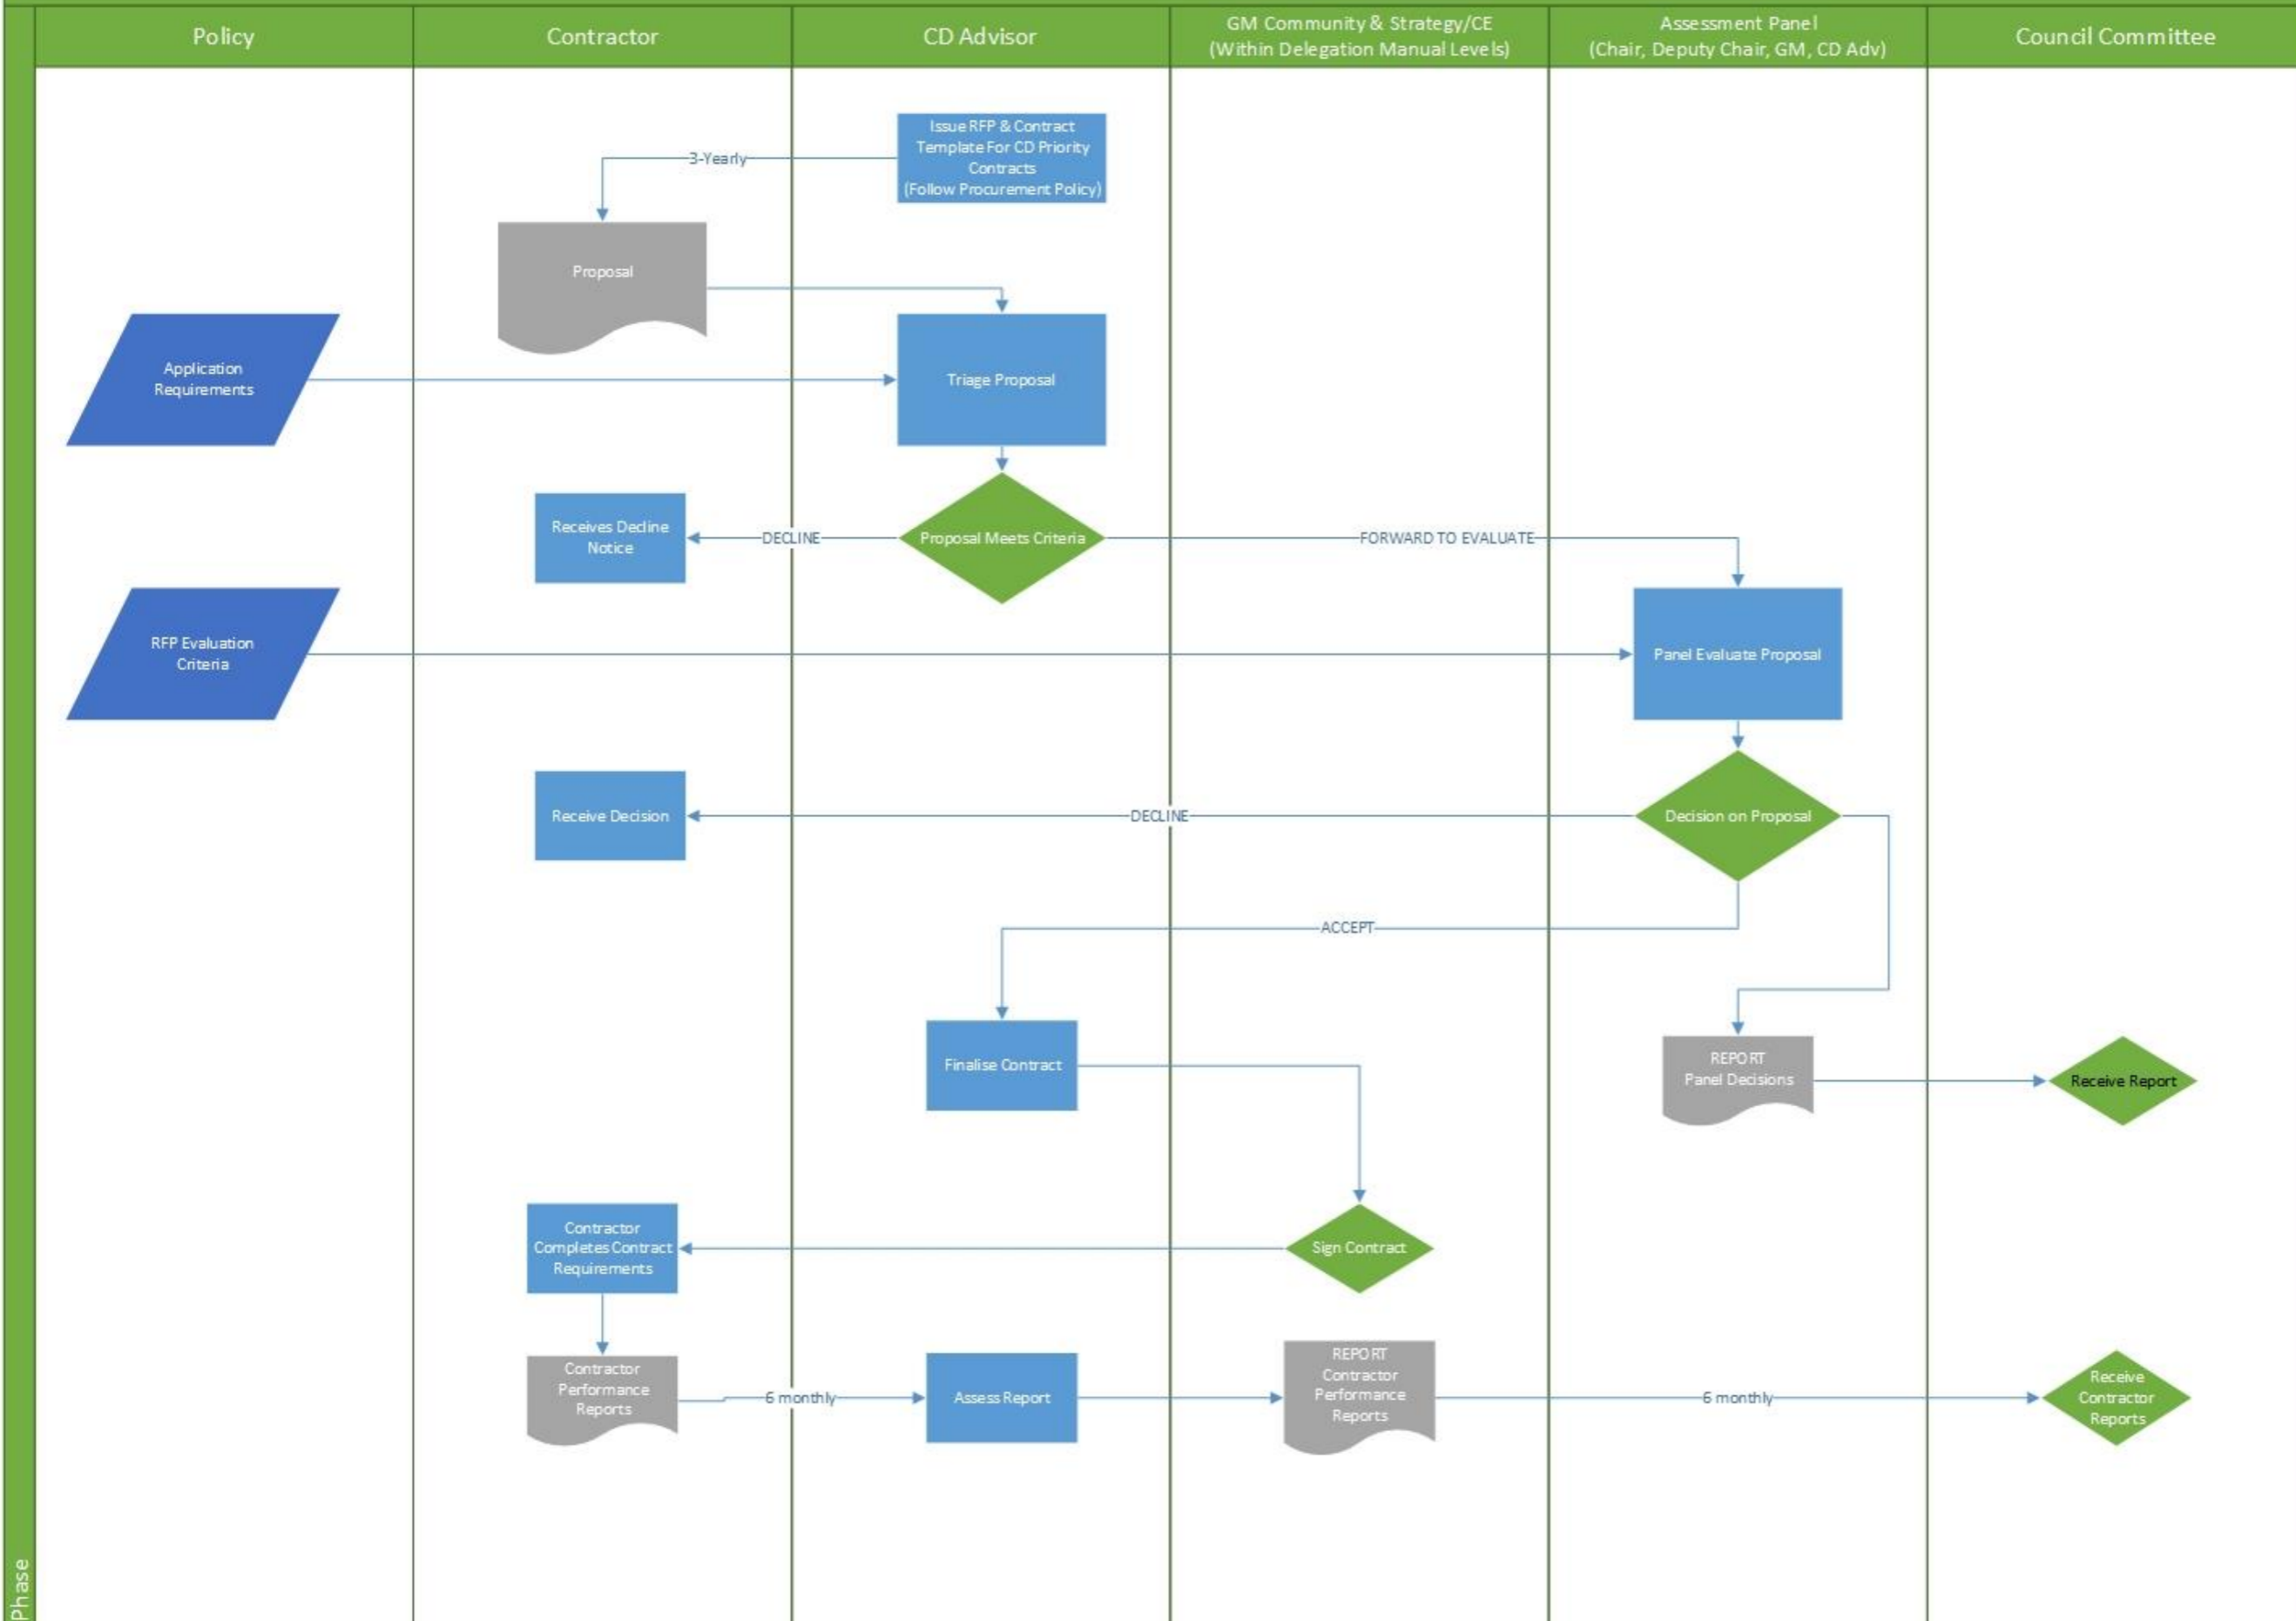 Policy
Contractor
CD Advisor
GM Community & Strategy/CE
(Within Delegation Manual Levels)
Assessment Panel
(Chair, Deputy Chair, GM, CD Adv)
Council Committee
Issue RFP & Contract
Template For CD Priority
Contracts
(Follow Procurement Policy)
3-Yearly
Proposal
Application
Requirements
Triage Proposal
Receives Decline
Notice
DECLINE
Proposal Meets Criteria
FORWARD TO EVALUATE
RFP Evaluation
Criteria
Panel Evaluate Proposal
Receive Decision
DECLINE
Decision on Proposal
ACCEPT
Finalise Contract
REPORT
Panel Decisions
Receive Report
Contractor
Completes Contract
Requirements
Sign Contract
Contractor
Performance
Reports
6 monthly
Assess Report
REPORT
Contractor
Performance
Reports
6 monthly
Receive
Contractor
Reports
Phase